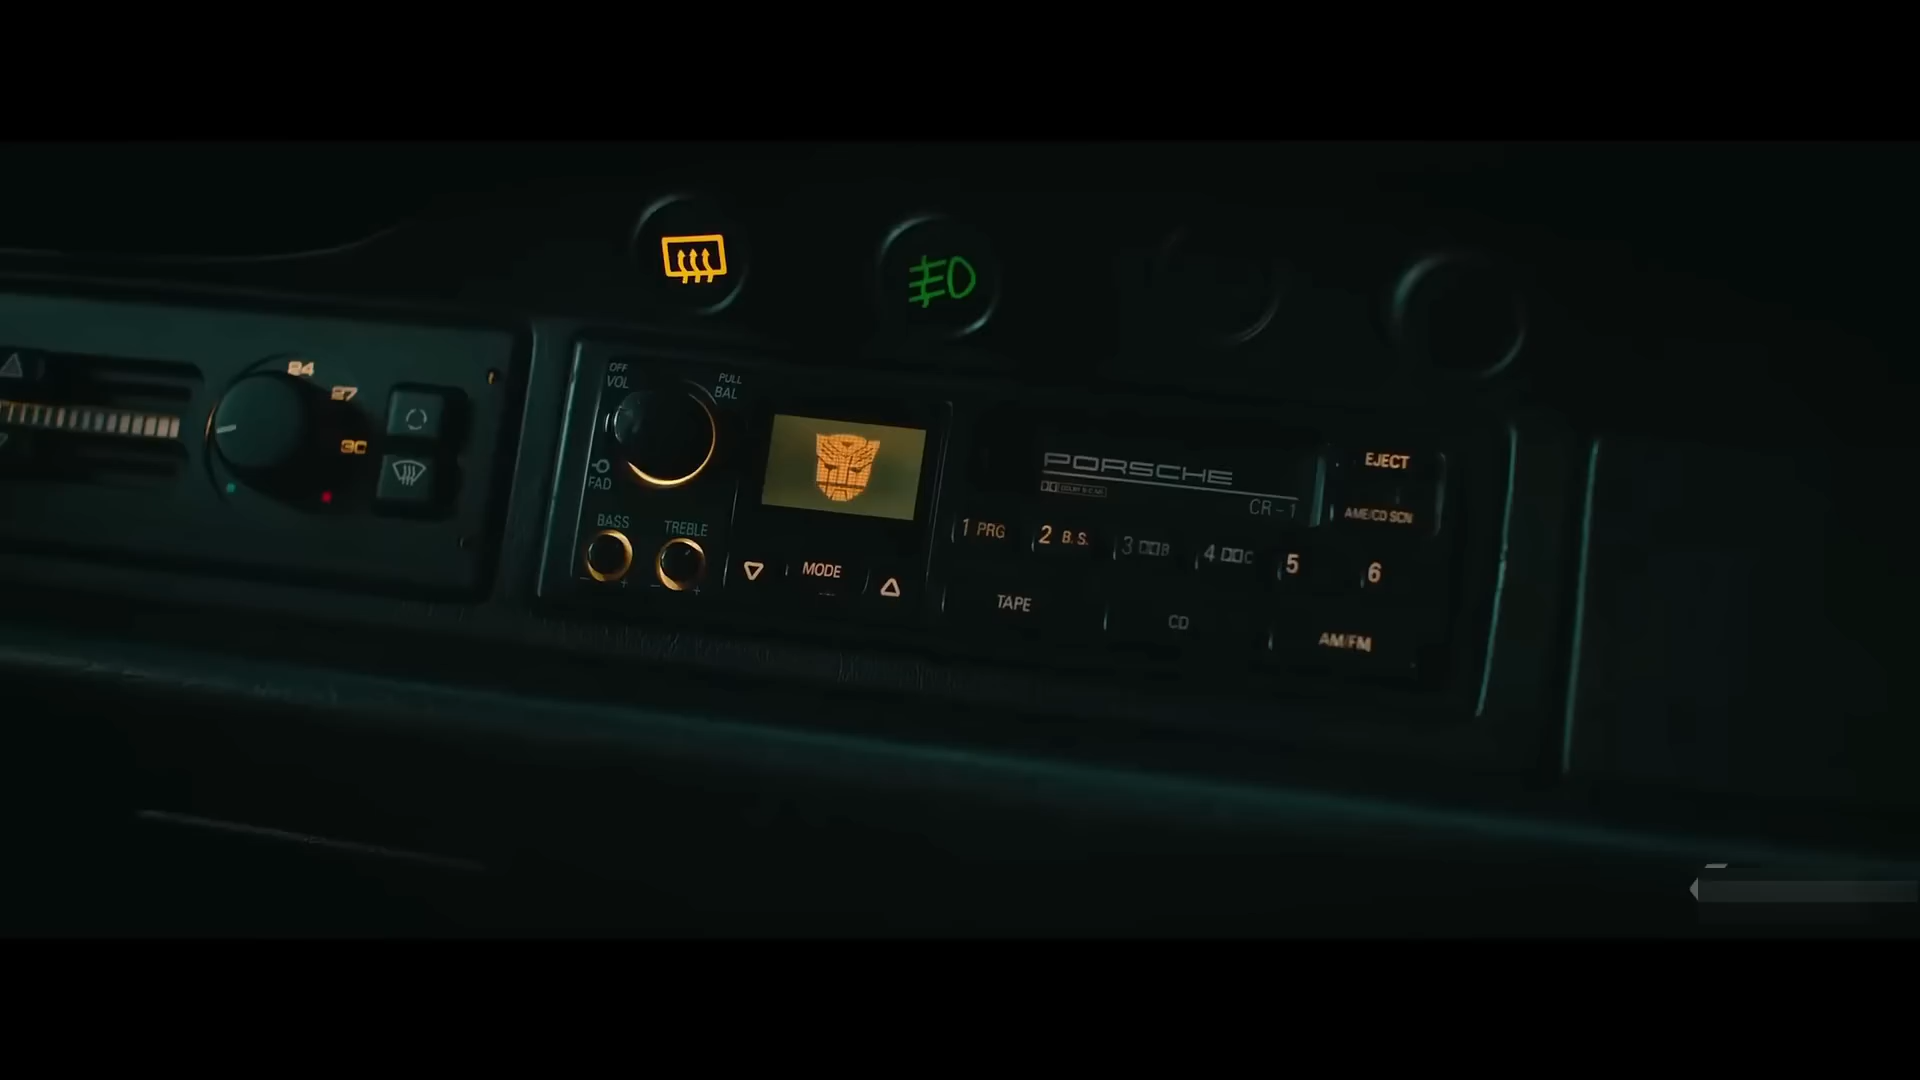 24
27
3C
OFF
VOL
PULL
BAL
FAD
BASS
TREBLE
MODE
PORSCHE
CR-1
EJECT
AME/CD SCN
1 PRG
2 B. S.
3 B
4 C
5
6
TAPE
CD
AM/FM